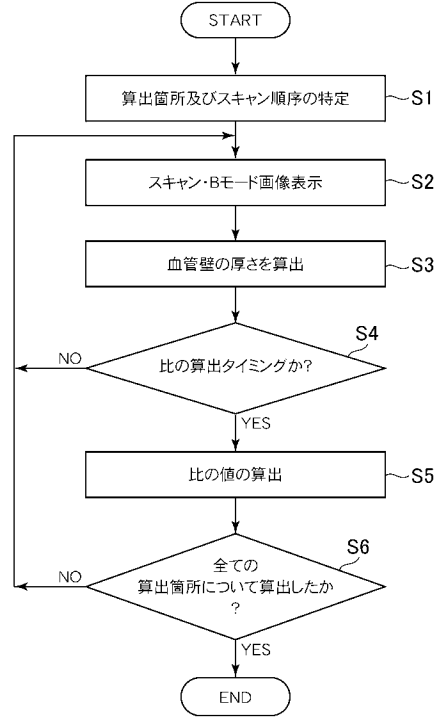 START
算出箇所及びスキャン順序の特定
S1
スキャン・Bモード画像表示
S2
血管壁の厚さを算出
S3
S4
比の算出タイミングか?
NO
YES
比の値の算出
S5
S6
全ての
算出箇所について算出したか
?
NO
YES
END